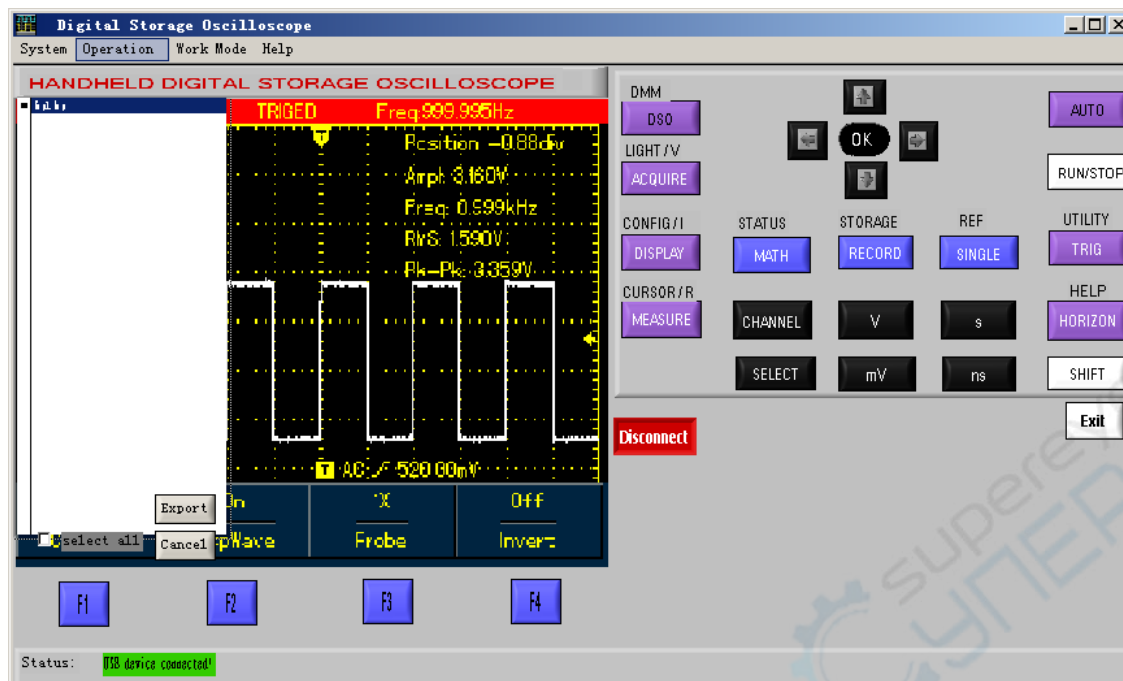 Digital Storage Oscilloscope
System Operation Work Mode Help
HANDHELD DIGITAL STORAGE OSCILLOSCOPE
TRIGED Freq:999.995Hz
Position -0.88div
Ampl: 3.160V
Freq: 0.999kHz
RMS: 1.590V
Pk-Pk: 3.359V
T
T AC 520.00mV
On 1X Off
pWave Probe Invert
Export
select all
Cancel
F1 F2 F3 F4
DMM
DSO
LIGHT/V
ACQUIRE
CONFIG/I
DISPLAY
CURSOR/R
MEASURE
OK
AUTO
RUN/STOP
STATUS STORAGE REF UTILITY
MATH RECORD SINGLE TRIG
HELP
CHANNEL V s HORIZON
SELECT mV ns SHIFT
Disconnect
Exit
Status: USB device connected!
supereyes